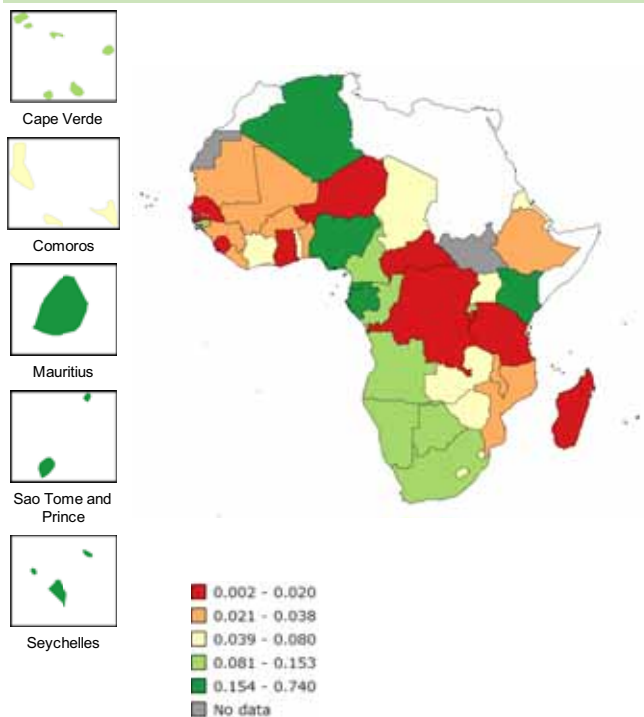 Cape Verde
Comoros
Mauritius
Sao Tome and
Prince
Seychelles
0.002 - 0.020
0.021 - 0.038
0.039 - 0.080
0.081 - 0.153
0.154 - 0.740
No data